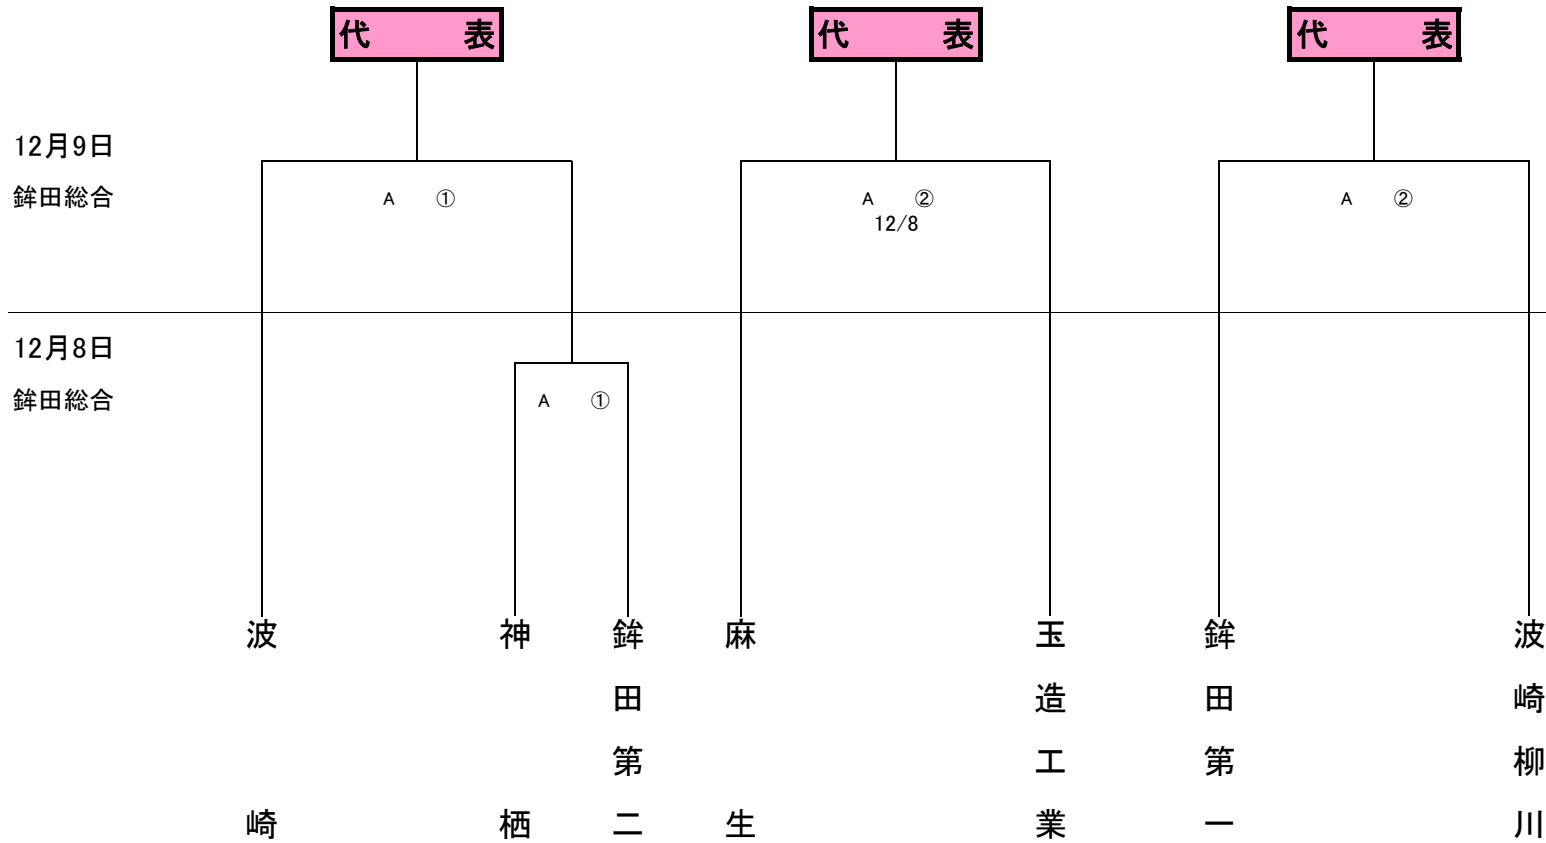 代 表
代 表
代 表
12月9日
鉾田総合
A ①
A ②
12/8
A ②
12月8日
鉾田総合
A ①
波崎
神栖
鉾田第二
麻生
玉造工業
鉾田第一
波崎柳川